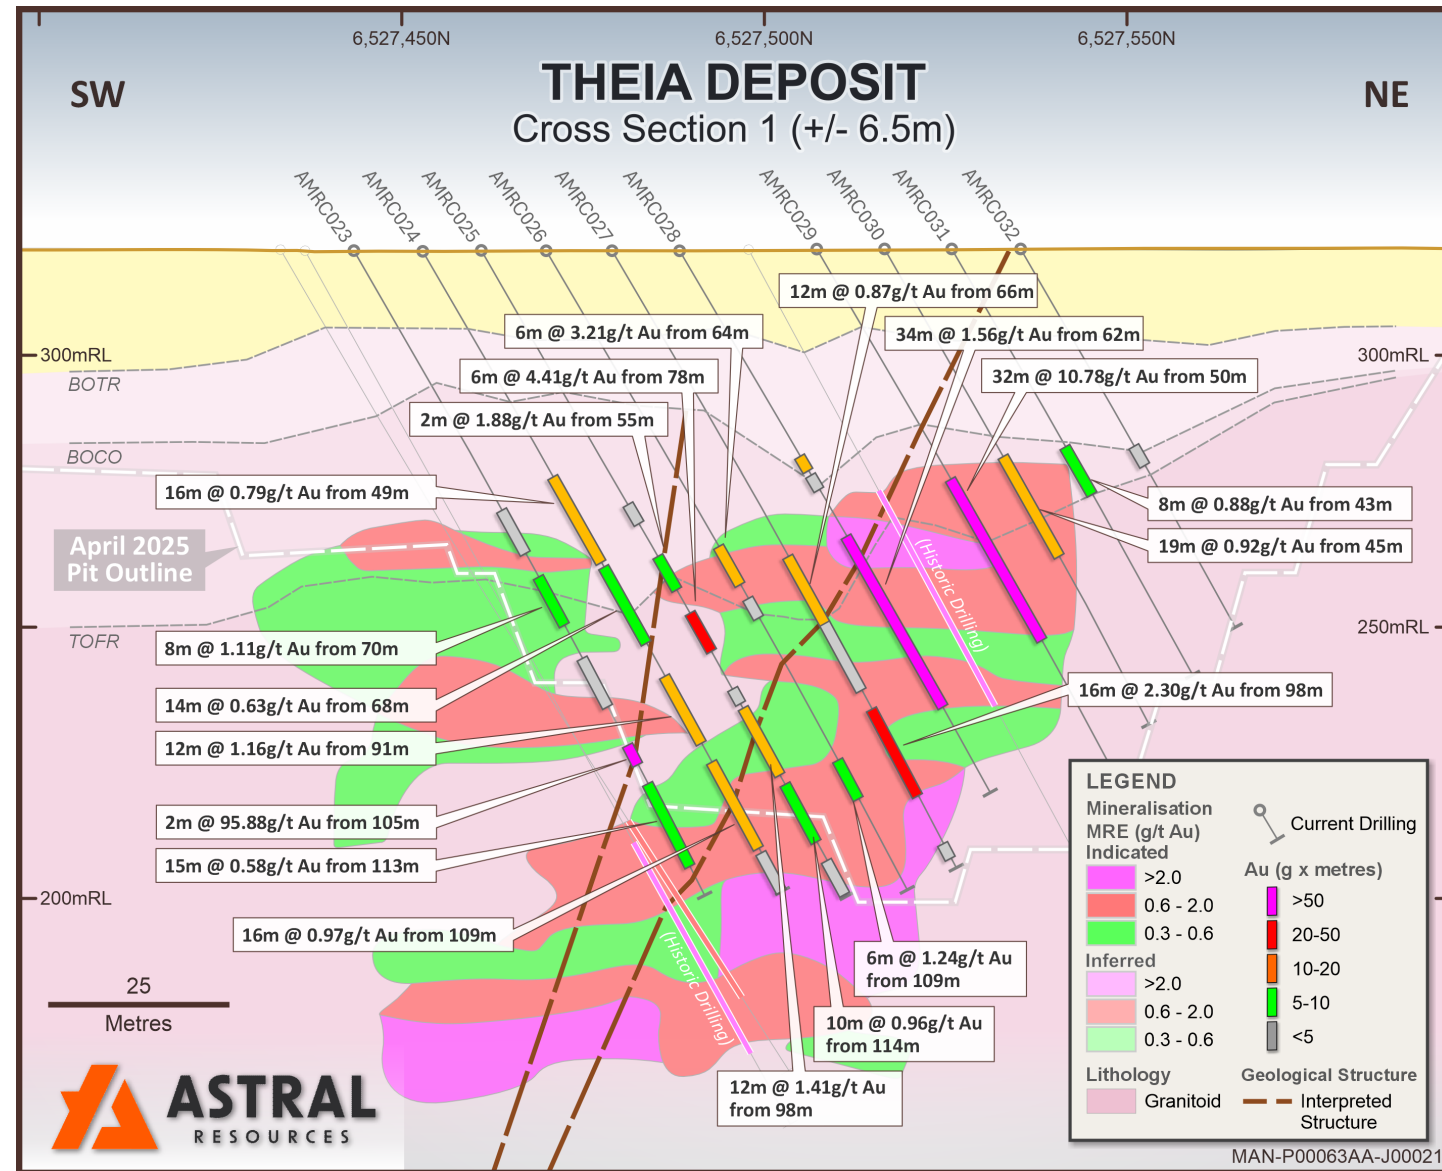 6,527,450N
6,527,500N
6,527,550N
SW
THEIA DEPOSIT
NE
Cross Section 1 (+/- 6.5m)
AMRC023
AMRC024
AMRC025
AMRC026
AMRC027
AMRC028
AMRC029
AMRC030
AMRC031
AMRC032
12m @ 0.87g/t Au from 66m
6m @ 3.21g/t Au from 64m
34m @ 1.56g/t Au from 62m
300mRL
300mRL
BOTR
6m @ 4.41g/t Au from 78m
32m @ 10.78g/t Au from 50m
2m @ 1.88g/t Au from 55m
BOCO
16m @ 0.79g/t Au from 49m
8m @ 0.88g/t Au from 43m
April 2025
Pit Outline
19m @ 0.92g/t Au from 45m
(Historic Drilling)
TOFR
250mRL
8m @ 1.11g/t Au from 70m
16m @ 2.30g/t Au from 98m
14m @ 0.63g/t Au from 68m
12m @ 1.16g/t Au from 91m
2m @ 95.88g/t Au from 105m
15m @ 0.58g/t Au from 113m
200mRL
16m @ 0.97g/t Au from 109m
(Historic Drilling)
6m @ 1.24g/t Au
from 109m
10m @ 0.96g/t Au
from 114m
12m @ 1.41g/t Au
from 98m
25
Metres
ASTRAL
RESOURCES
LEGEND
Mineralisation
MRE (g/t Au)
Indicated
>2.0
0.6 - 2.0
0.3 - 0.6
Inferred
>2.0
0.6 - 2.0
0.3 - 0.6
Lithology
Granitoid
Current Drilling
Au (g x metres)
>50
20-50
10-20
5-10
<5
Geological Structure
Interpreted
Structure
MAN-P00063AA-J00021